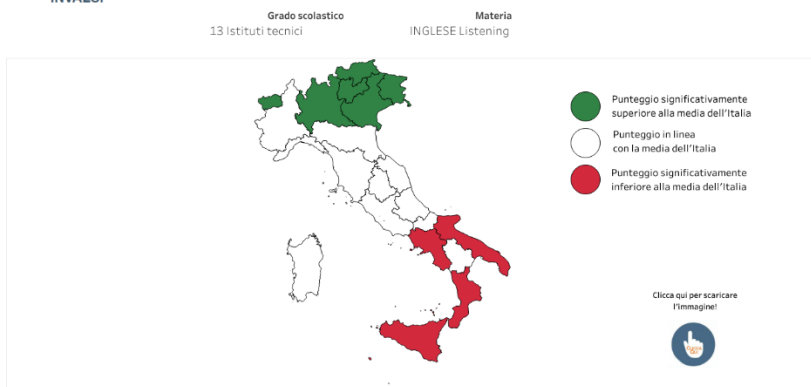 INVALSI
Grado scolastico
Materia
13 Istituti tecnici
INGLESE Listening
Punteggio significativamente
superiore alla media dell'Italia
Punteggio in linea
con la media dell'Italia
Punteggio significativamente
inferiore alla media dell'Italia
Clicca qui per scaricare
l'immagine!